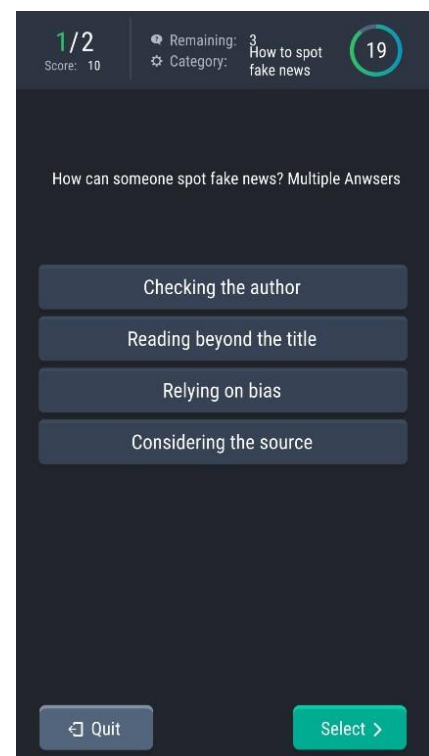 1/2
Score: 10
Remaining: 3
Category: How to spot
fake news
19
How can someone spot fake news? Multiple Anwsers
Checking the author
Reading beyond the title
Relying on bias
Considering the source
Quit
Select >